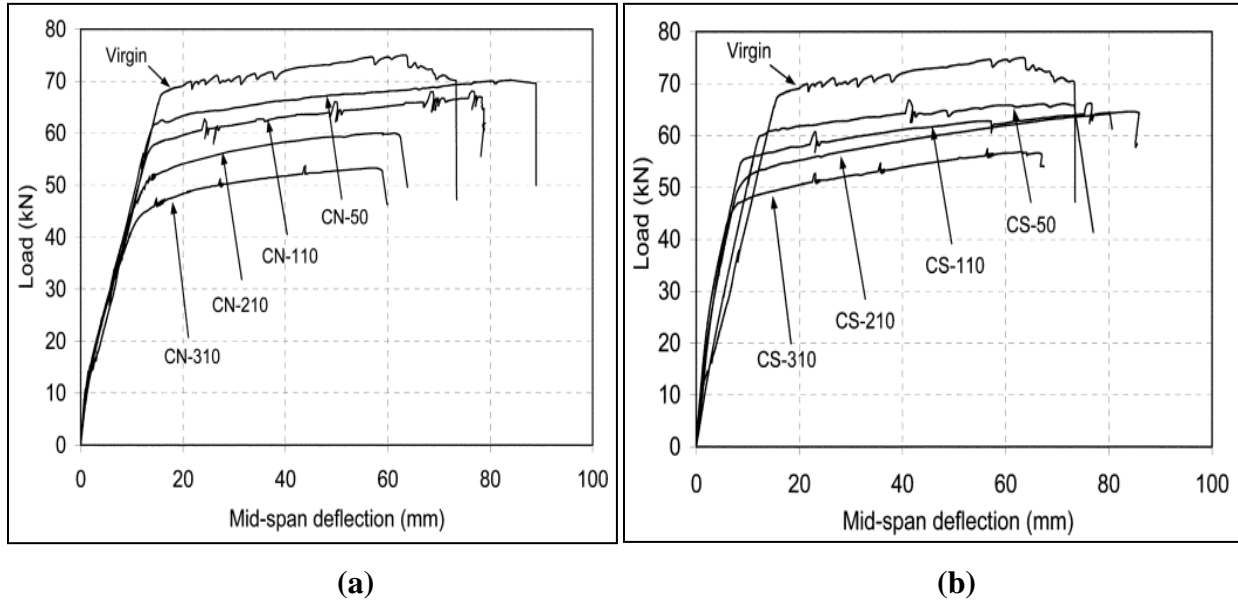 80
70
60
50
40
30
20
10
0
Load (kN)
Virgin
CN-50
CN-110
CN-210
CN-310
0 20 40 60 80 100
Mid-span deflection (mm)
(a)
80
70
60
50
40
30
20
10
0
Load (kN)
Virgin
CS-50
CS-110
CS-210
CS-310
0 20 40 60 80 100
Mid-span deflection (mm)
(b)